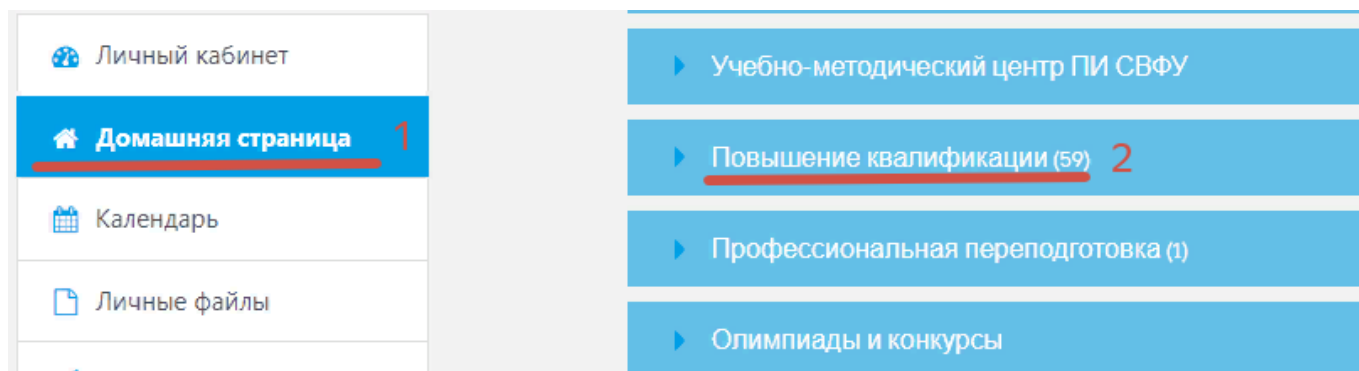 Личный кабинет
Домашняя страница 1
Календарь
Личные файлы
Учебно-методический центр ПИ СВФУ
Повышение квалификации (59) 2
Профессиональная переподготовка (1)
Олимпиады и конкурсы